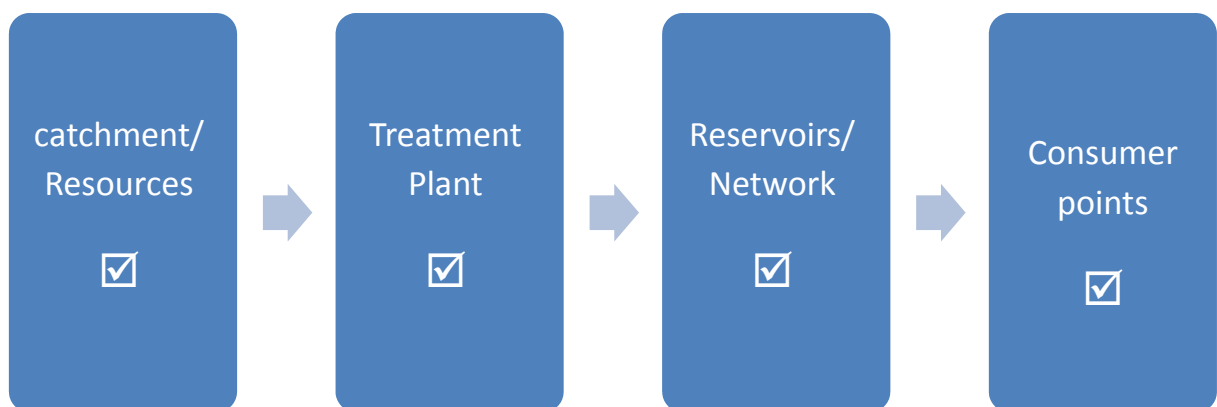 catchment/
Resources
☑
Treatment
Plant
☑
Reservoirs/
Network
☑
Consumer
points
☑